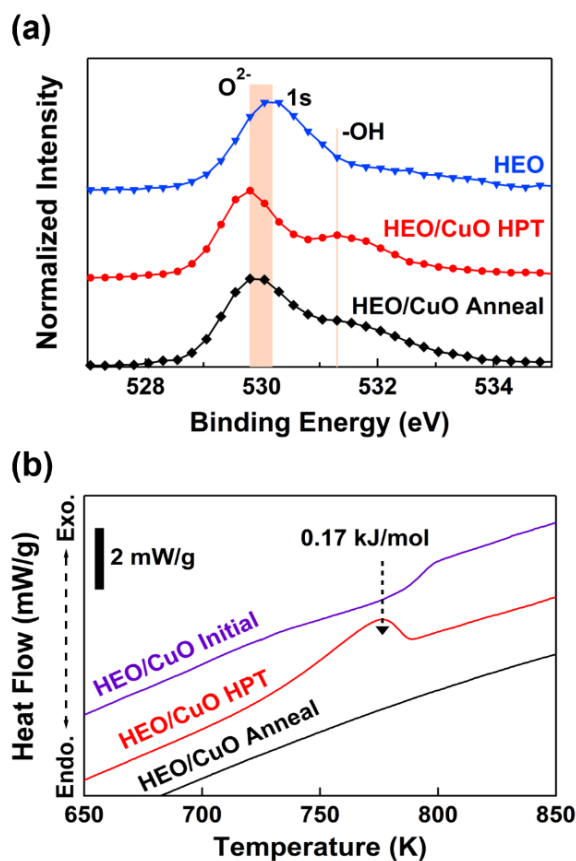 (a)
Normalized Intensity
O2-
1s
-OH
HEO
HEO/CuO HPT
HEO/CuO Anneal
528 530 532 534
Binding Energy (eV)
(b)
Heat Flow (mW/g)
Endo. Exo.
2 mW/g
0.17 kJ/mol
HEO/CuO Initial
HEO/CuO HPT
HEO/CuO Anneal
650 700 750 800 850
Temperature (K)